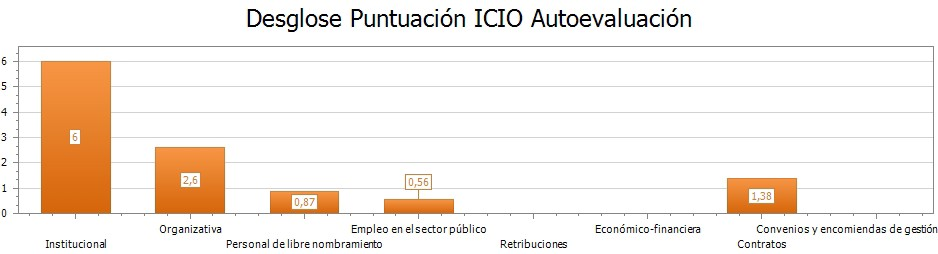 Desglose Puntuación ICIO Autoevaluación
6
5
4
3
2
1
0
6
2,6
0,87
0,56
1,38
Institucional
Organizativa
Personal de libre nombramiento
Empleo en el sector público
Retribuciones
Económico-financiera
Contratos
Convenios y encomiendas de gestión